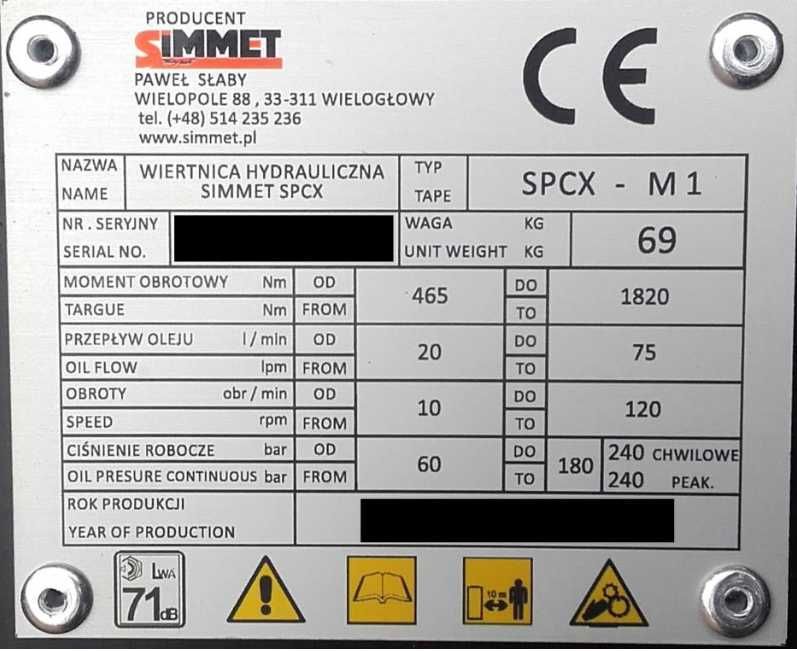 PRODUCENT
SIMMET
PAWEŁ SŁABY
WIELOPOLE 88 , 33-311 WIELOGŁOWY
tel. (+48) 514 235 236
www.simmet.pl
CE
NAZWA
NAME
WIERTNICA HYDRAULICZNA
SIMMET SPCX
TYP
TAPE
SPCX - M 1
NR . SERYJNY
SERIAL NO.
WAGA KG
UNIT WEIGHT KG
69
MOMENT OBROTOWY Nm OD
TARGUE Nm FROM
465
DO
TO
1820
PRZEPŁYW OLEJU l / min OD
OIL FLOW lpm FROM
20
DO
TO
75
OBROTY obr / min OD
SPEED rpm FROM
10
DO
TO
120
CIŚNIENIE ROBOCZE bar OD
OIL PRESURE CONTINUOUS bar FROM
60
DO
TO
180
240 CHWILOWE
240 PEAK.
ROK PRODUKCJI
YEAR OF PRODUCTION
LWA
71dB
10 m